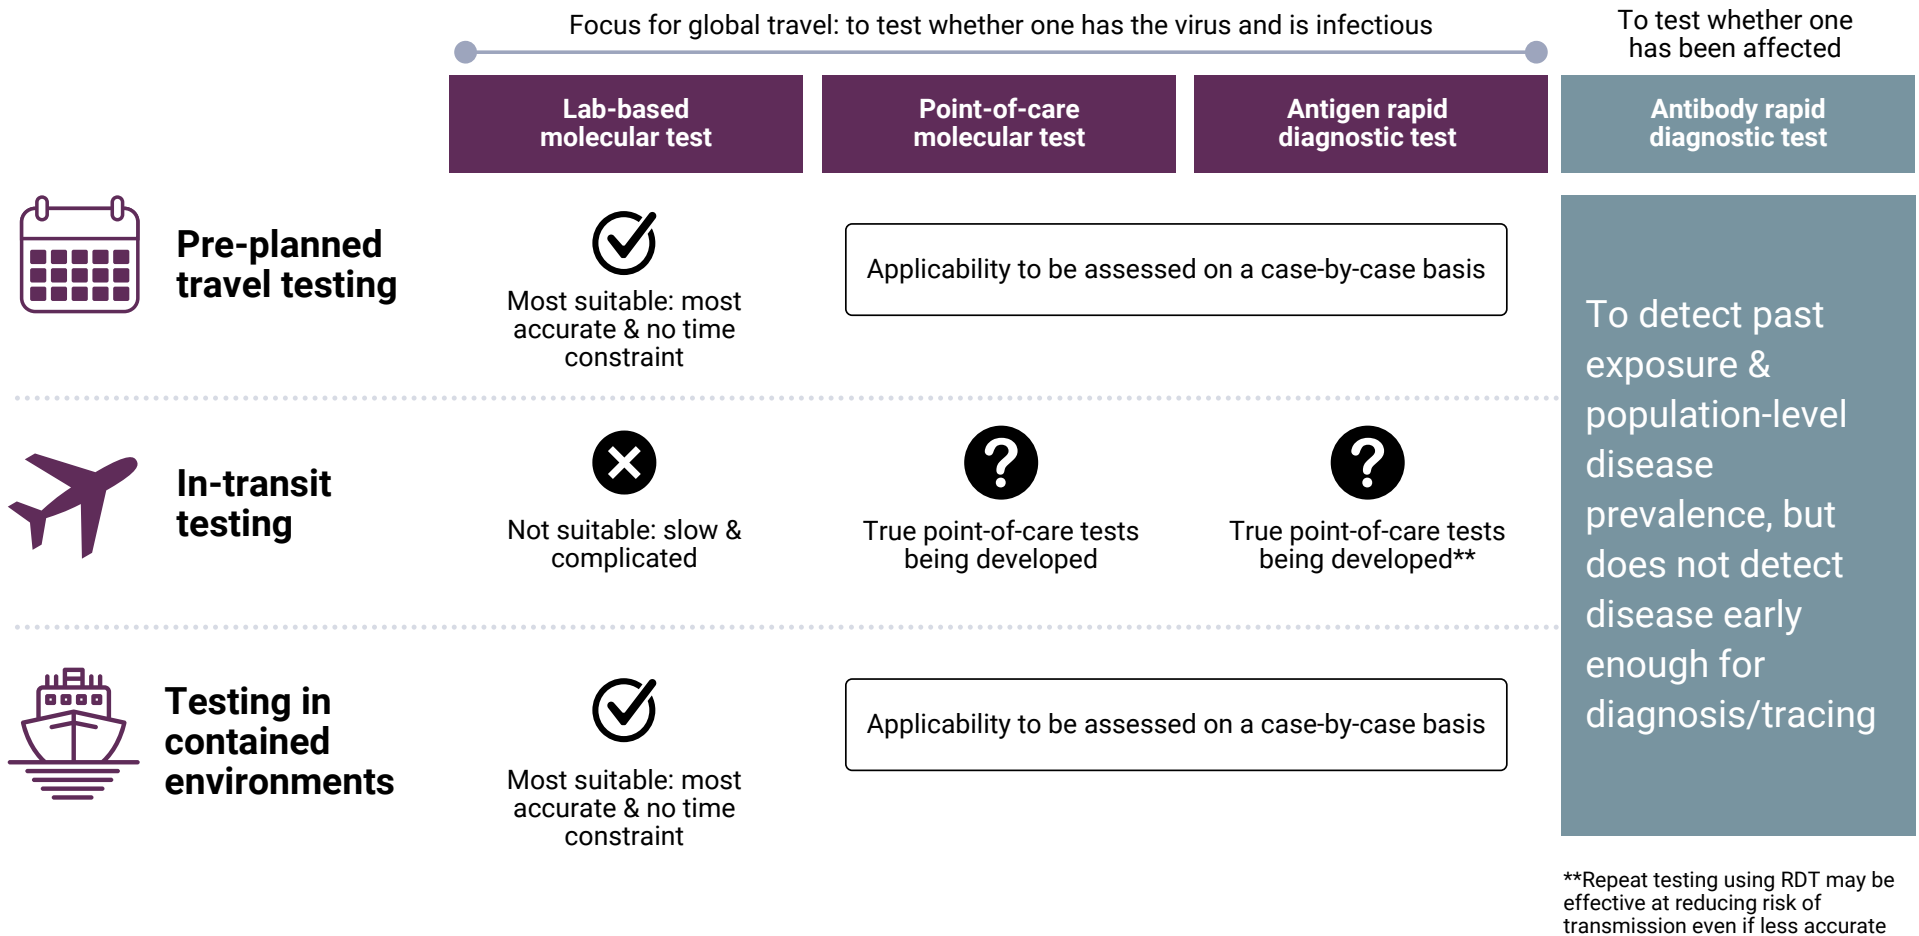 Focus for global travel: to test whether one has the virus and is infectious
To test whether one
has been affected
Lab-based
molecular test
Point-of-care
molecular test
Antigen rapid
diagnostic test
Antibody rapid
diagnostic test
Pre-planned
travel testing
Most suitable: most
accurate & no time
constraint
Applicability to be assessed on a case-by-case basis
In-transit
testing
Not suitable: slow &
complicated
True point-of-care tests
being developed
True point-of-care tests
being developed**
Testing in
contained
environments
Most suitable: most
accurate & no time
constraint
Applicability to be assessed on a case-by-case basis
To detect past
exposure &
population-level
disease
prevalence, but
does not detect
disease early
enough for
diagnosis/tracing
**Repeat testing using RDT may be
effective at reducing risk of
transmission even if less accurate